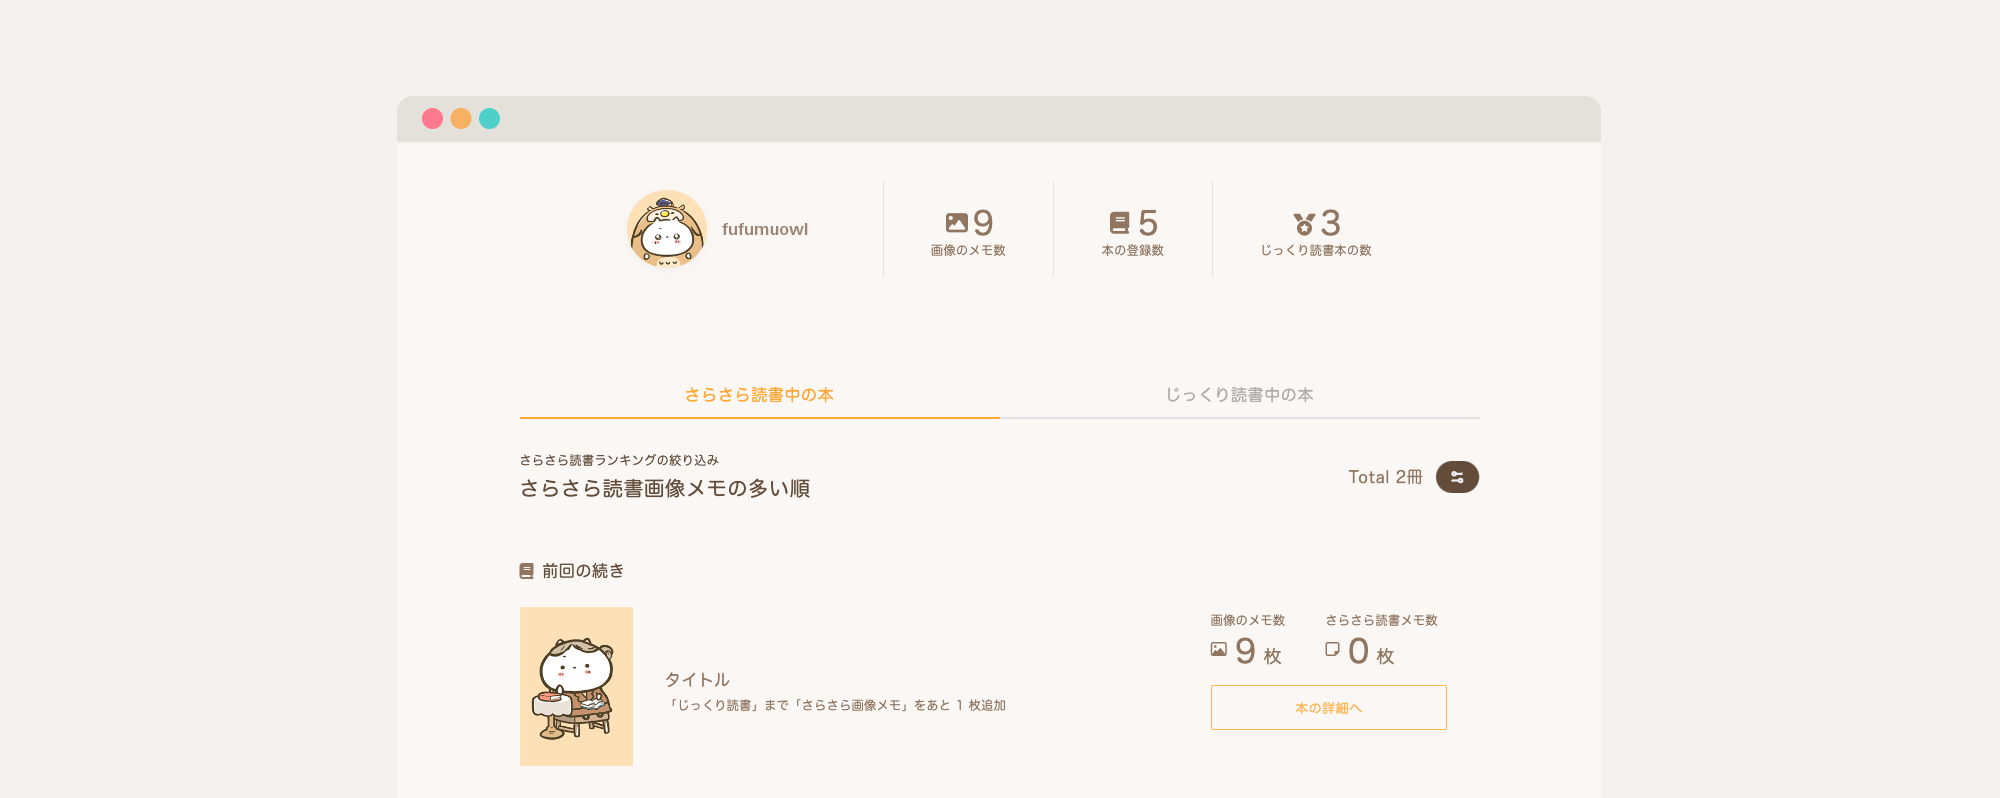 fufumuowl
9
画像のメモ数
5
本の登録数
3
じっくり読書本の数
さらさら読書中の本
じっくり読書中の本
さらさら読書ランキングの絞り込み
さらさら読書画像メモの多い順
Total 2冊
前回の続き
タイトル
「じっくり読書」まで「さらさら画像メモ」をあと 1 枚追加
画像のメモ数
9 枚
さらさら読書メモ数
0 枚
本の詳細へ